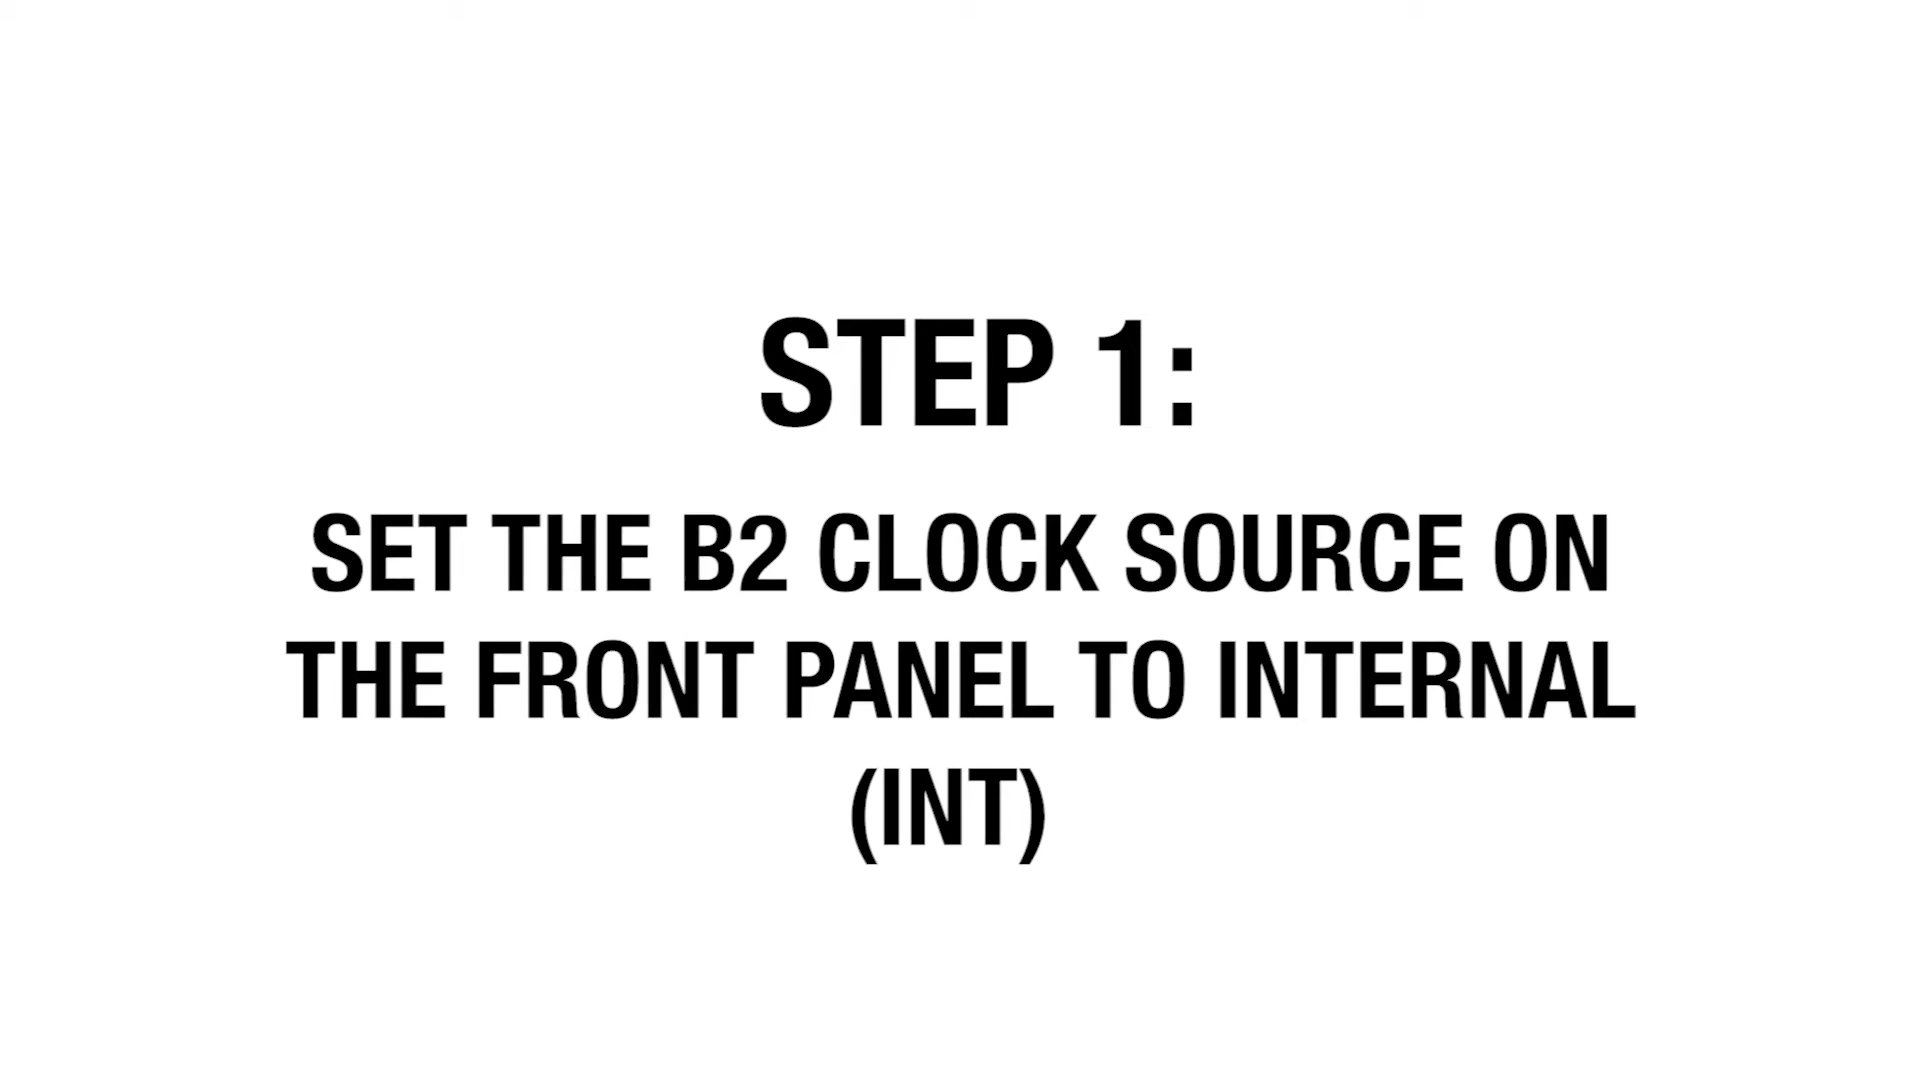 STEP 1:
SET THE B2 CLOCK SOURCE ON
THE FRONT PANEL TO INTERNAL
(INT)